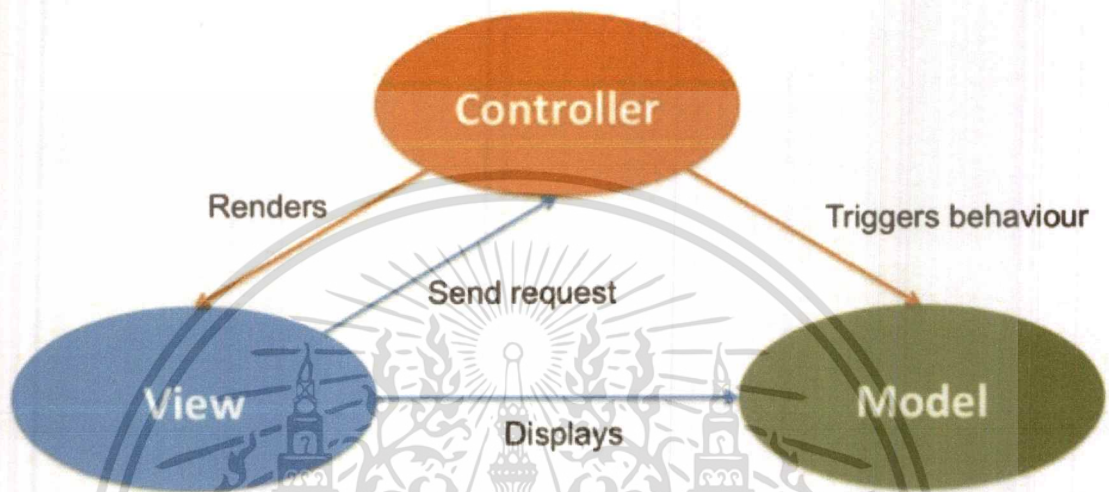 Controller
Renders
Triggers behaviour
Send request
View
Displays
Model